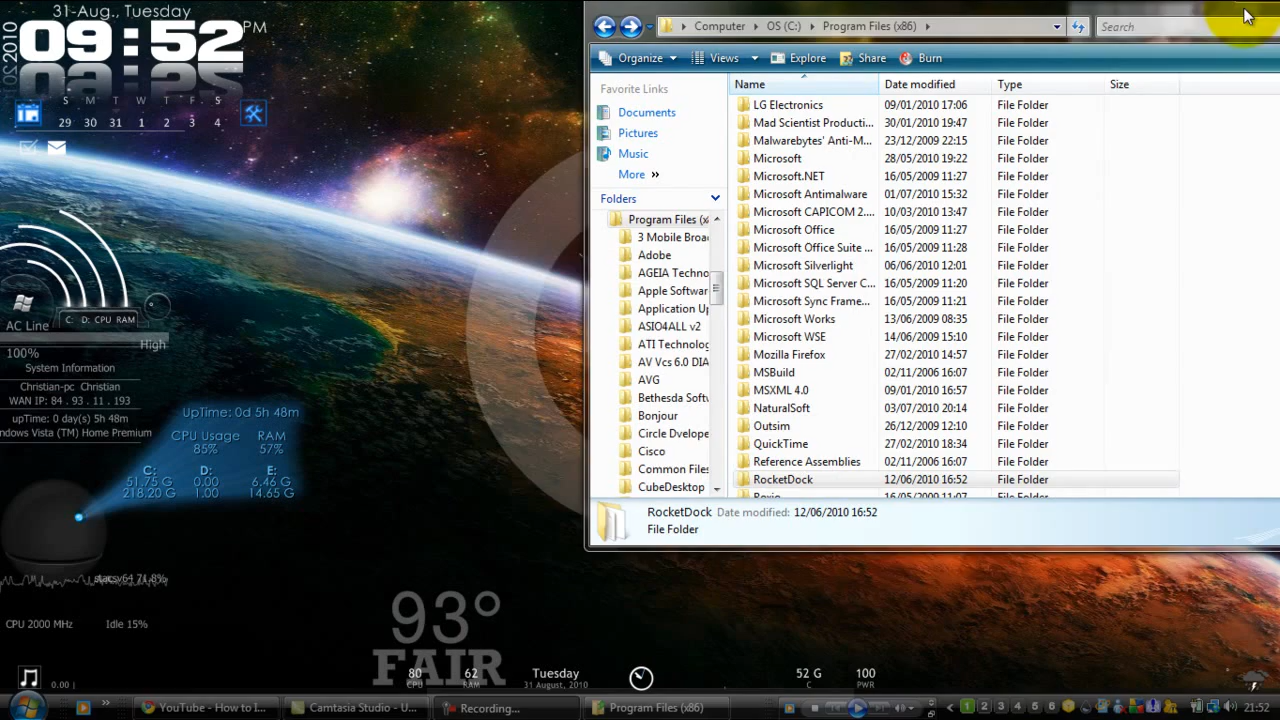 31-Aug., Tuesday
2010
09:52
PM
S M T W T F S
29 30 31 1 2 3 4
C: D: CPU RAM
AC Line
High
100%
System Information
Christian-pc Christian
WAN IP: 84 . 93 . 11 . 193
upTime: 0 day(s) 5h 48m
ndows Vista (TM) Home Premium
UpTime: 0d 5h 48m
CPU Usage RAM
85% 57%
C: D: E:
51.75 G 0.00 6.46 G
218.20 G 1.00 14.65 G
stacsv64 71.8%
CPU 2000 MHz Idle 15%
93°
FAIR
0.00 |
80 62 Tuesday 52 G 100
CPU RAM 31 August, 2010 C PWR
Computer OS (C:) Program Files (x86)
Search
Organize Views Explore Share Burn
Favorite Links
Documents
Pictures
Music
More »
Folders
Program Files (x
3 Mobile Broa
Adobe
AGEIA Techno
Apple Softwar
Application Up
ASIO4ALL v2
ATI Technolog
AV Vcs 6.0 DIA
AVG
Bethesda Softw
Bonjour
Circle Dvelope
Cisco
Common Files
CubeDesktop
Name Date modified Type Size
LG Electronics 09/01/2010 17:06 File Folder
Mad Scientist Producti... 30/01/2010 19:47 File Folder
Malwarebytes' Anti-M... 23/12/2009 22:15 File Folder
Microsoft 28/05/2010 19:22 File Folder
Microsoft.NET 16/05/2009 11:27 File Folder
Microsoft Antimalware 01/07/2010 15:32 File Folder
Microsoft CAPICOM 2.... 10/03/2010 13:47 File Folder
Microsoft Office 16/05/2009 11:27 File Folder
Microsoft Office Suite ... 16/05/2009 11:28 File Folder
Microsoft Silverlight 06/06/2010 12:01 File Folder
Microsoft SQL Server C... 16/05/2009 11:20 File Folder
Microsoft Sync Frame... 16/05/2009 11:21 File Folder
Microsoft Works 13/06/2009 08:35 File Folder
Microsoft WSE 14/06/2009 15:10 File Folder
Mozilla Firefox 27/02/2010 14:57 File Folder
MSBuild 02/11/2006 16:07 File Folder
MSXML 4.0 09/01/2010 16:57 File Folder
NaturalSoft 03/07/2010 20:14 File Folder
Outsim 26/12/2009 12:10 File Folder
QuickTime 27/02/2010 18:34 File Folder
Reference Assemblies 02/11/2006 16:07 File Folder
RocketDock 12/06/2010 16:52 File Folder
Roxio 16/05/2009 11:07 File Folder
RocketDock Date modified: 12/06/2010 16:52
File Folder
YouTube - How to I... Camtasia Studio - U... Recording... Program Files (x86) 1 2 3 4 21:52